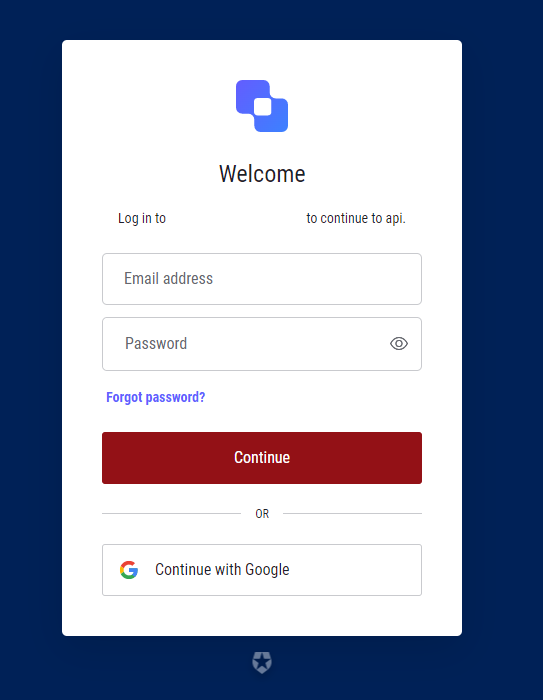 Welcome
Log in to to continue to api.
Email address
Password
Forgot password?
Continue
OR
Continue with Google